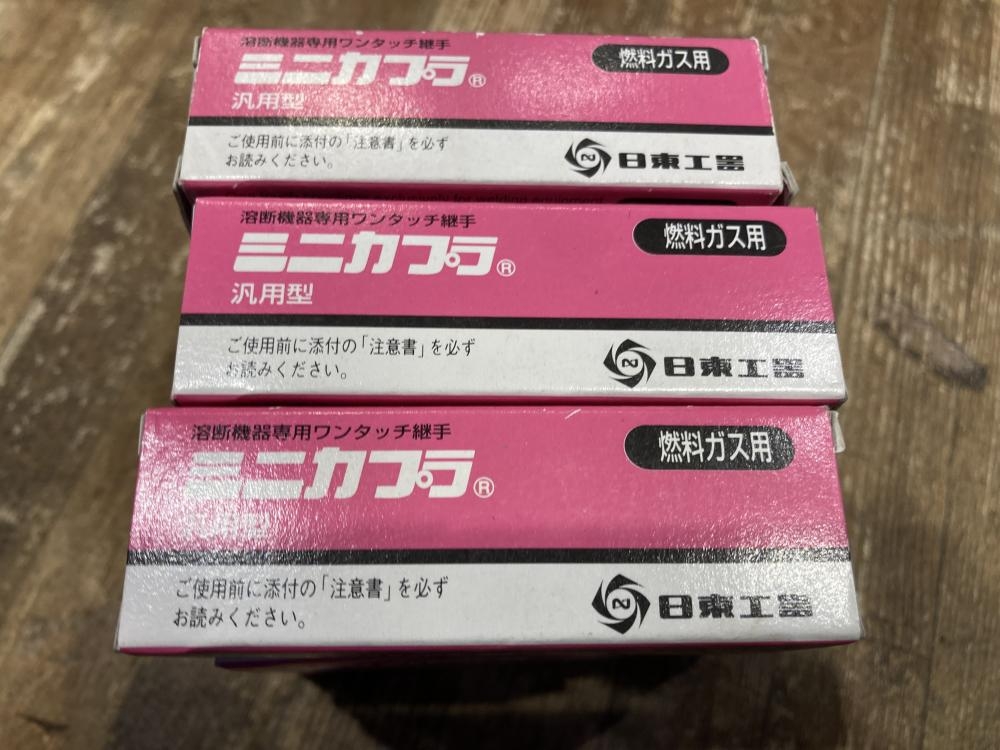 溶断機器専用ワンタッチ継手
燃料ガス用
ミニカプラ®
汎用型
ご使用前に添付の「注意書」を必ず
お読みください。
日東工器
only for welding equipment
溶断機器専用ワンタッチ継手
燃料ガス用
ミニカプラ®
汎用型
ご使用前に添付の「注意書」を必ず
お読みください。
日東工器
溶断機器専用ワンタッチ継手
燃料ガス用
ミニカプラ®
汎用型
ご使用前に添付の「注意書」を必ず
お読みください。
日東工器